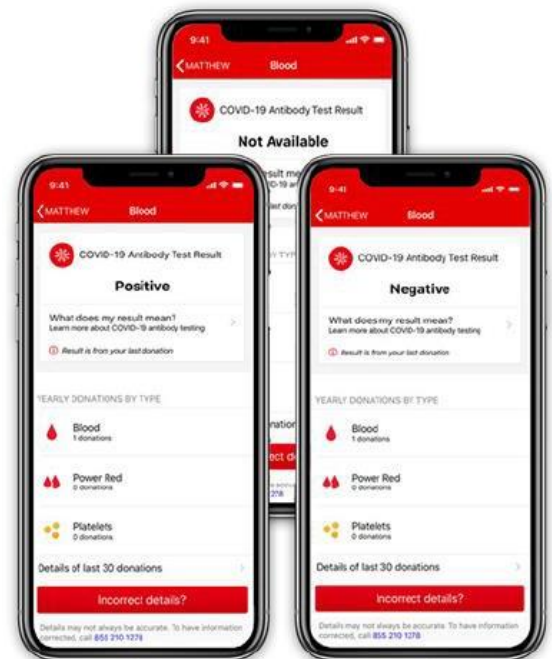 9:41
MATTHEW Blood
COVID-19 Antibody Test Result
Not Available
9:41
MATTHEW Blood
COVID-19 Antibody Test Result
Positive
What does my result mean?
Learn more about COVID-19 antibody testing
Result is from your last donation
YEARLY DONATIONS BY TYPE
Blood
1 donations
Power Red
0 donations
Platelets
0 donations
Details of last 30 donations
Incorrect details?
Details may not always be accurate. To have information
corrected, call 855 210 1278
9:41
MATTHEW Blood
COVID-19 Antibody Test Result
Negative
What does my result mean?
Learn more about COVID-19 antibody testing
Result is from your last donation
YEARLY DONATIONS BY TYPE
Blood
1 donations
Power Red
0 donations
Platelets
0 donations
Details of last 30 donations
Incorrect details?
Details may not always be accurate. To have information
corrected, call 855 210 1278